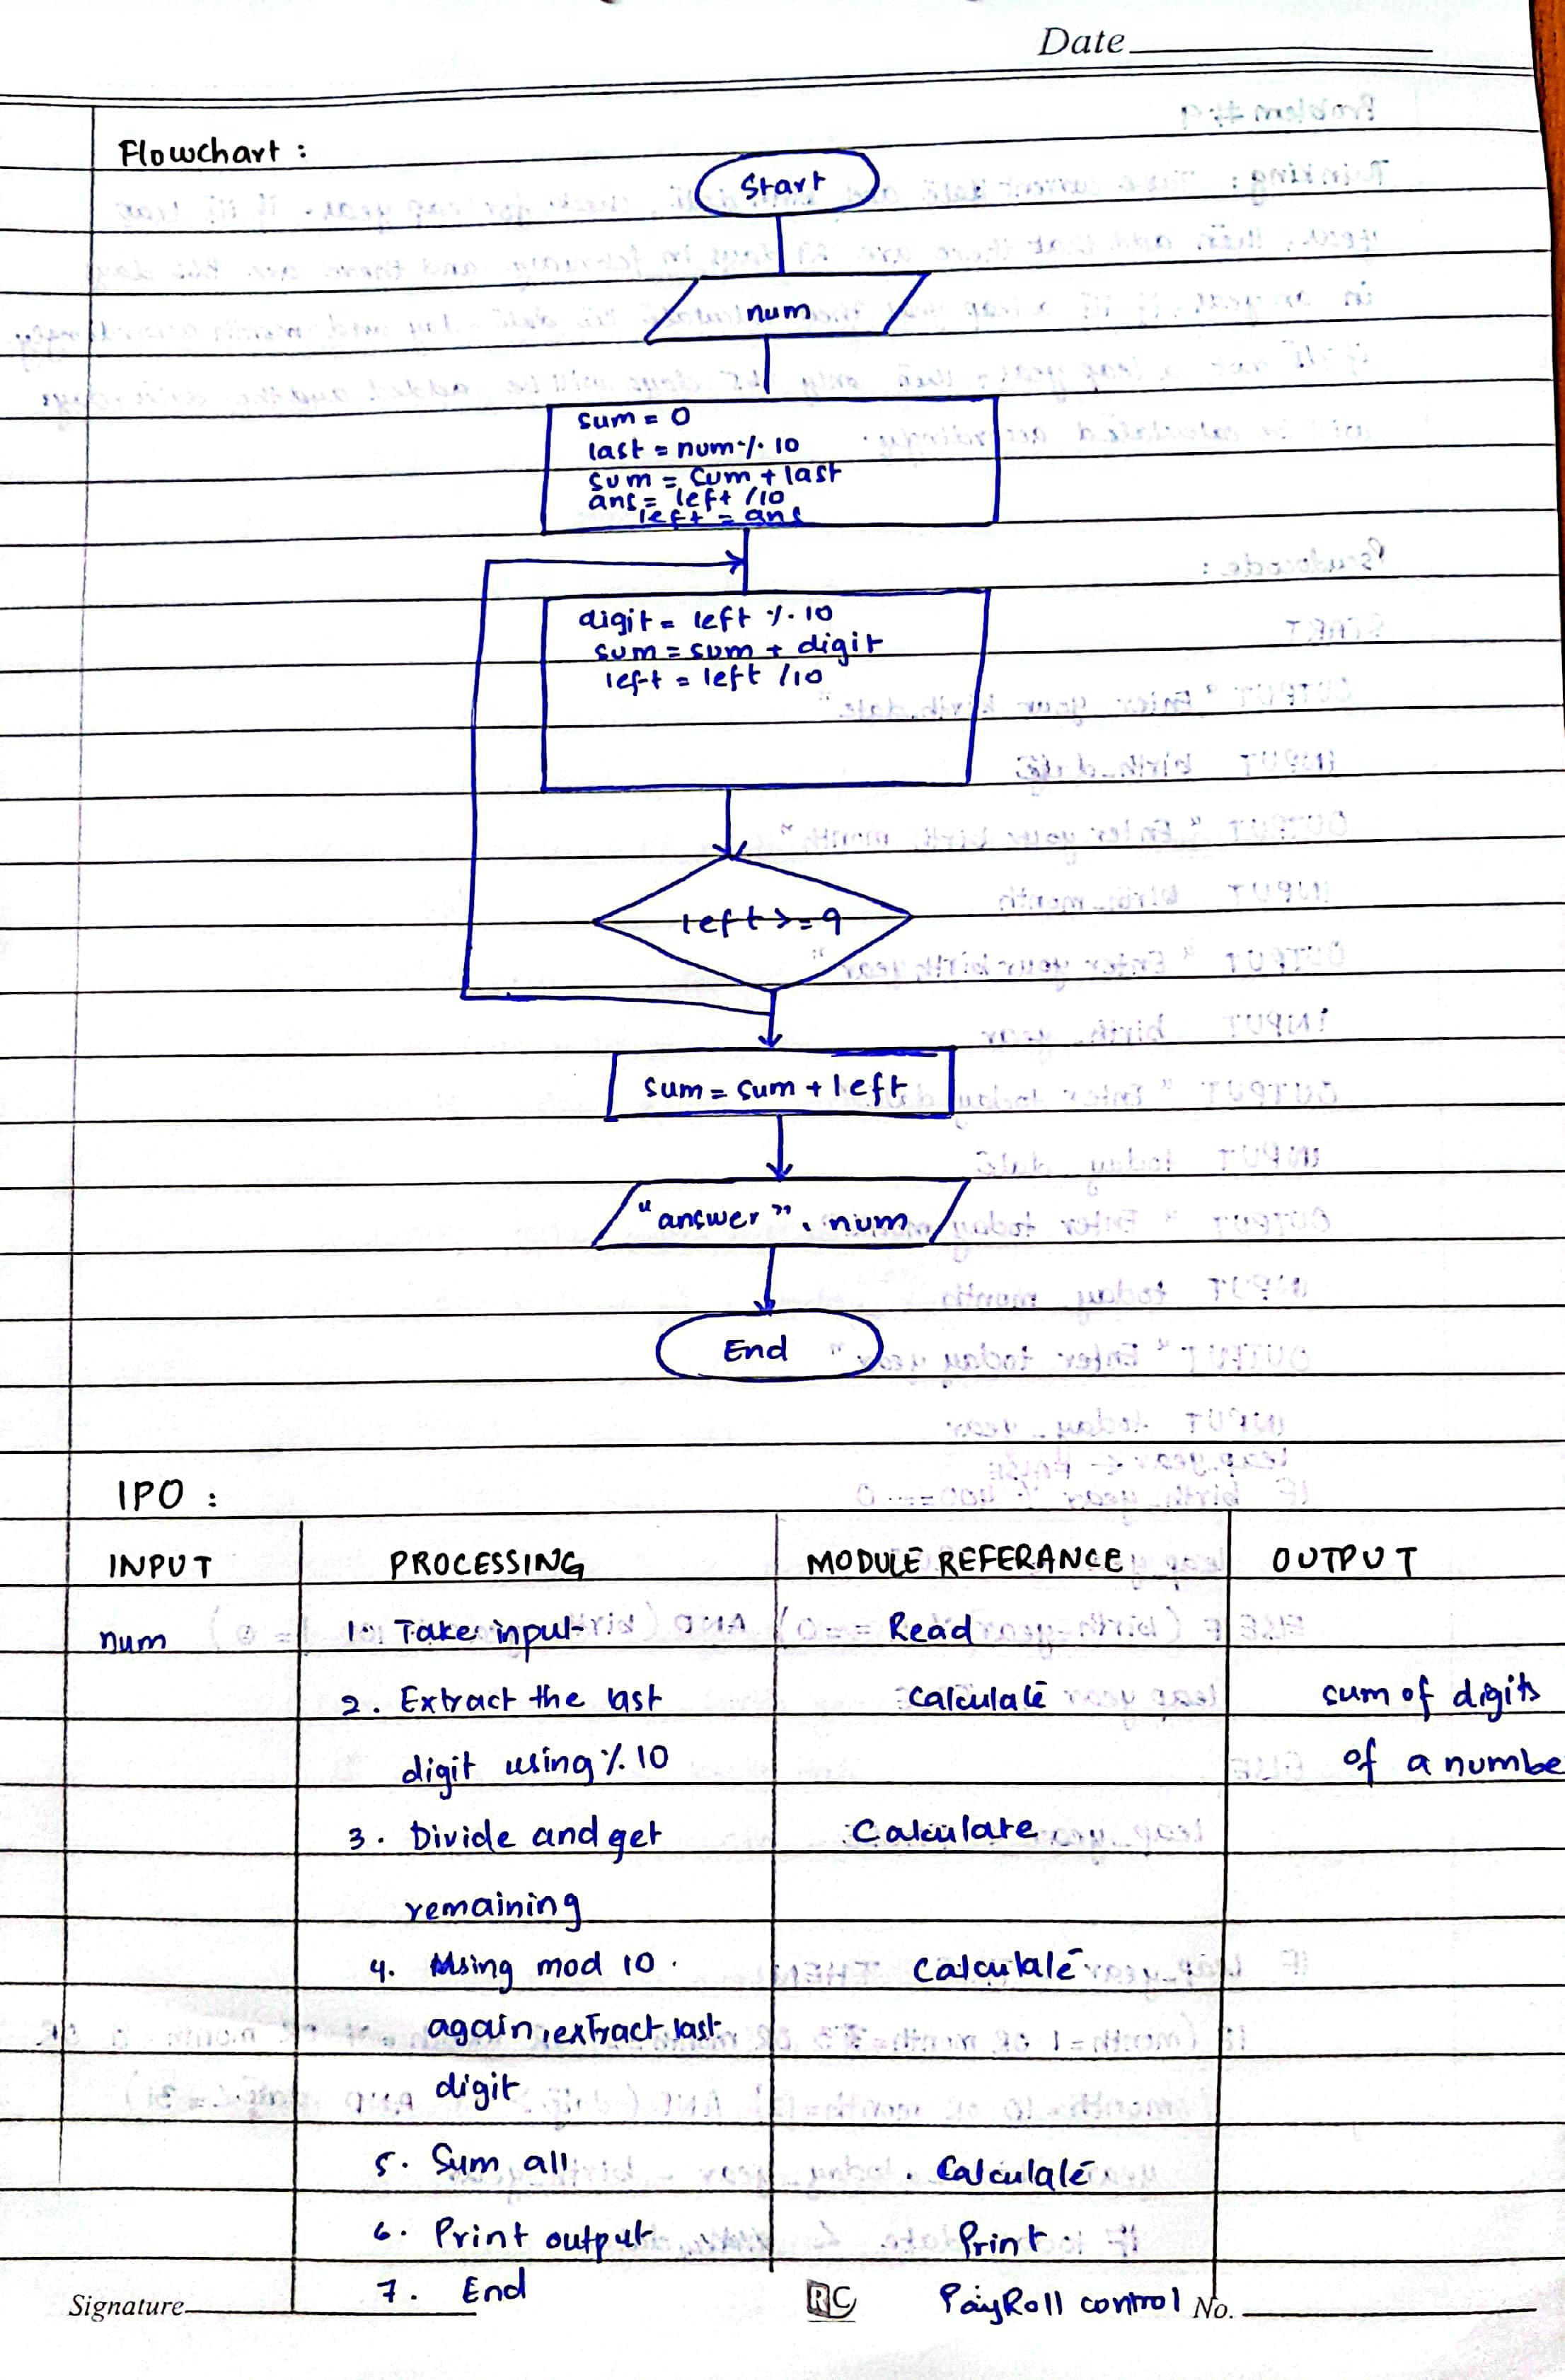 Date
Flowchart :
Start
num
sum = 0
last = num % 10
sum = sum + last
ans = left /10
left = ans
digit = left % 10
sum = sum + digit
left = left /10
left >= 9
sum = sum + left
"answer", num
End
IPO :
INPUT PROCESSING MODULE REFERANCE OUTPUT
num 1. Take input Read
2. Extract the last Calculate sum of digits
digit using % 10 of a numbe
3. Divide and get Calculate
remaining
4. Using mod 10 . Calculate
again, extract last
digit
5. Sum all Calculate
6. Print output Print
7. End PayRoll control
Signature RC No.